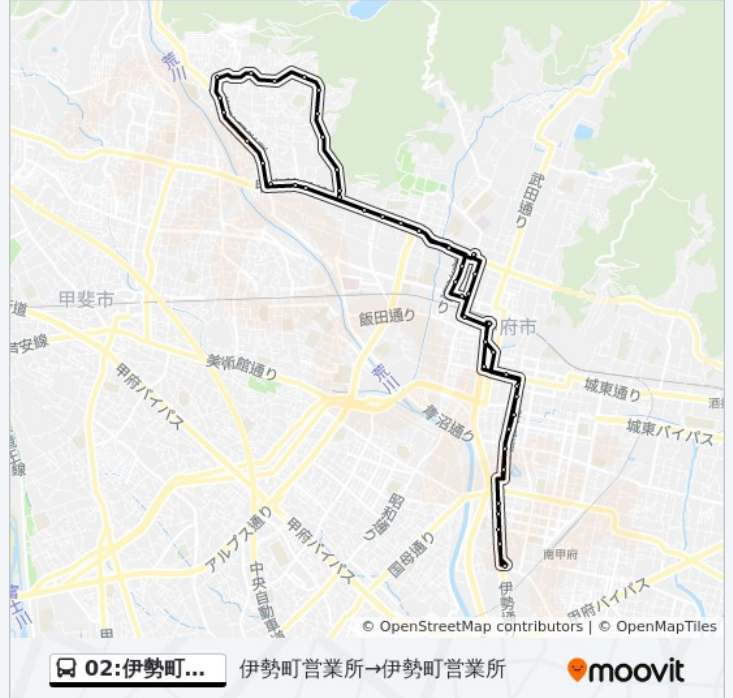 荒川
武田通り
甲斐市
飯田通り
府市
道
美術館通り
荒川
城東通り
甲府バイパス
青沼通り
城東バイパス
昭和通り
アルプス通り
甲府バイパス
国母通り
南甲府
中央自動車
伊勢通
甲府バイパス
富士川
甲
© OpenStreetMap contributors | © OpenMapTiles
02:伊勢町...
伊勢町営業所→伊勢町営業所
moovit